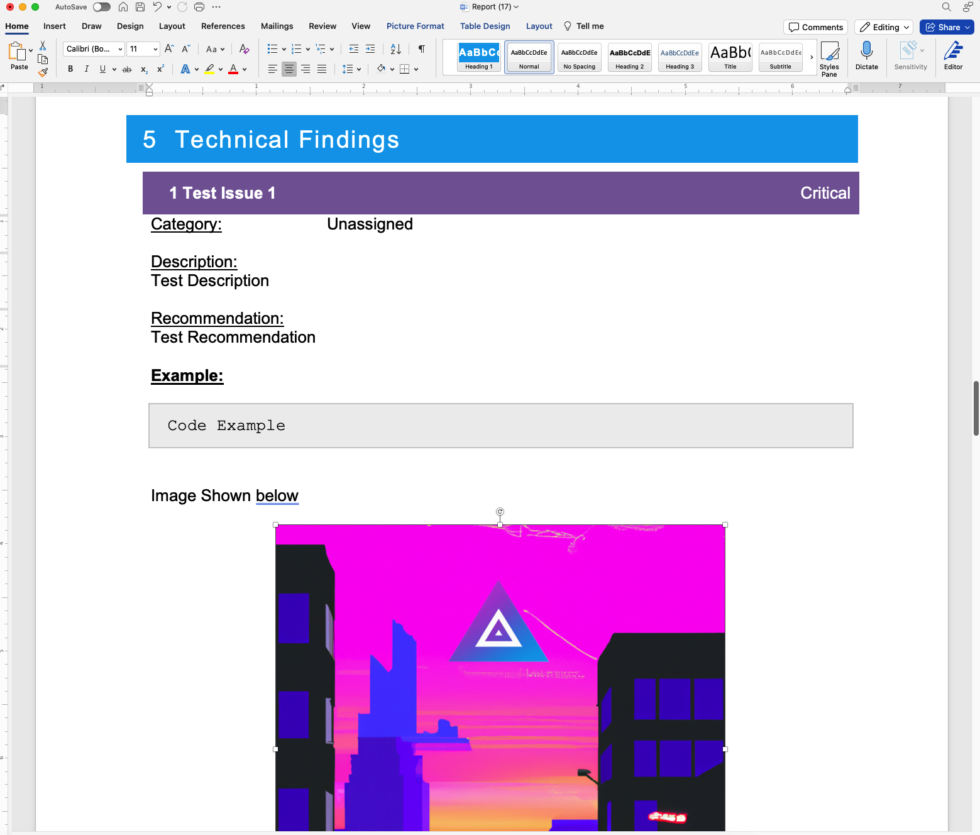 AutoSave
Report (17)
Home Insert Draw Design Layout References Mailings Review View Picture Format Table Design Layout Tell me
Comments Editing Share
Paste
Calibri (Bo... 11
AaBbCc AaBbCcDdEe AaBbCcDdEe AaBbCcDdE AaBbCcDdEe AaBb( AaBbCcDdEe
Heading 1 Normal No Spacing Heading 2 Heading 3 Title Subtitle
Styles Pane
Dictate
Sensitivity
Editor
5 Technical Findings
1 Test Issue 1 Critical
Category: Unassigned
Description:
Test Description
Recommendation:
Test Recommendation
Example:
Code Example
Image Shown below